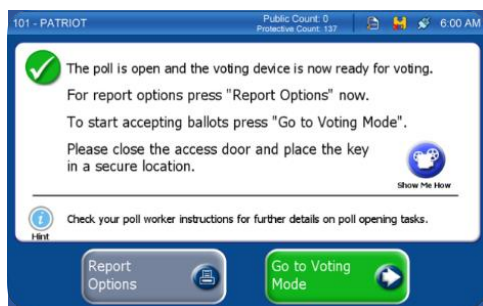 101 - PATRIOT
Public Count: 0
Protective Count: 137
6:00 AM
The poll is open and the voting device is now ready for voting.
For report options press "Report Options" now.
To start accepting ballots press "Go to Voting Mode".
Please close the access door and place the key
in a secure location.
Show Me How
Check your poll worker instructions for further details on poll opening tasks.
Hint
Report
Options
Go to Voting
Mode